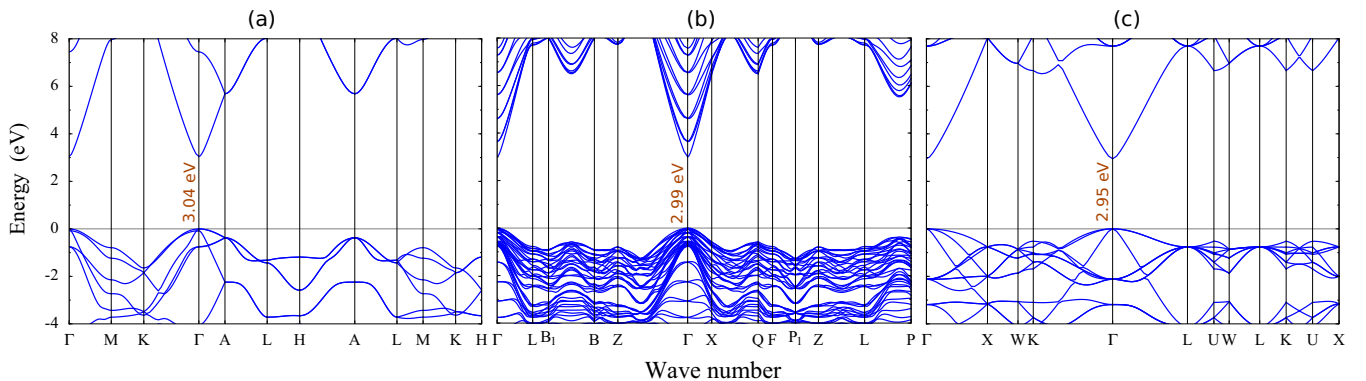 (a) (b) (c)
8
6
4
2
0
-2
-4
Energy (eV)
3.04 eV
2.99 eV
2.95 eV
Γ M K Γ A L H A L M K H
Γ L B₁ B Z Γ X Q F P₁ Z L P
Γ X W K Γ L U W L K U X
Wave number